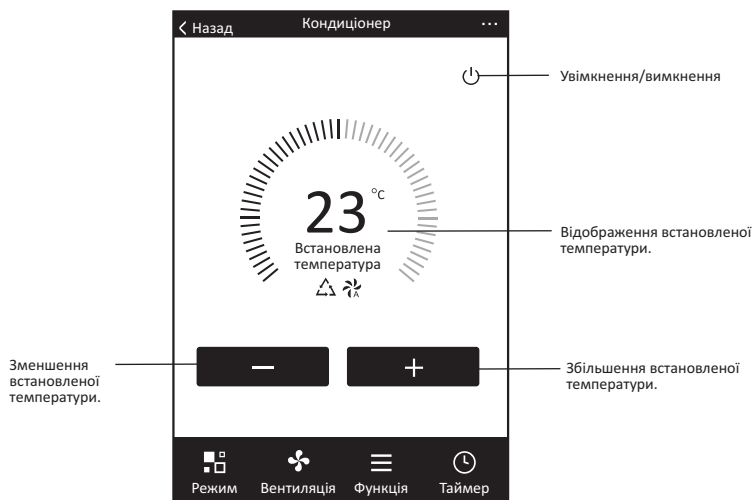 Назад
Кондиціонер
...
Увімкнення/вимкнення
23 °C
Встановлена
температура
A
Відображення встановленої
температури.
Зменшення
встановленої
температури.
−
+
Збільшення встановленої
температури.
Режим
Вентиляція
Функція
Таймер